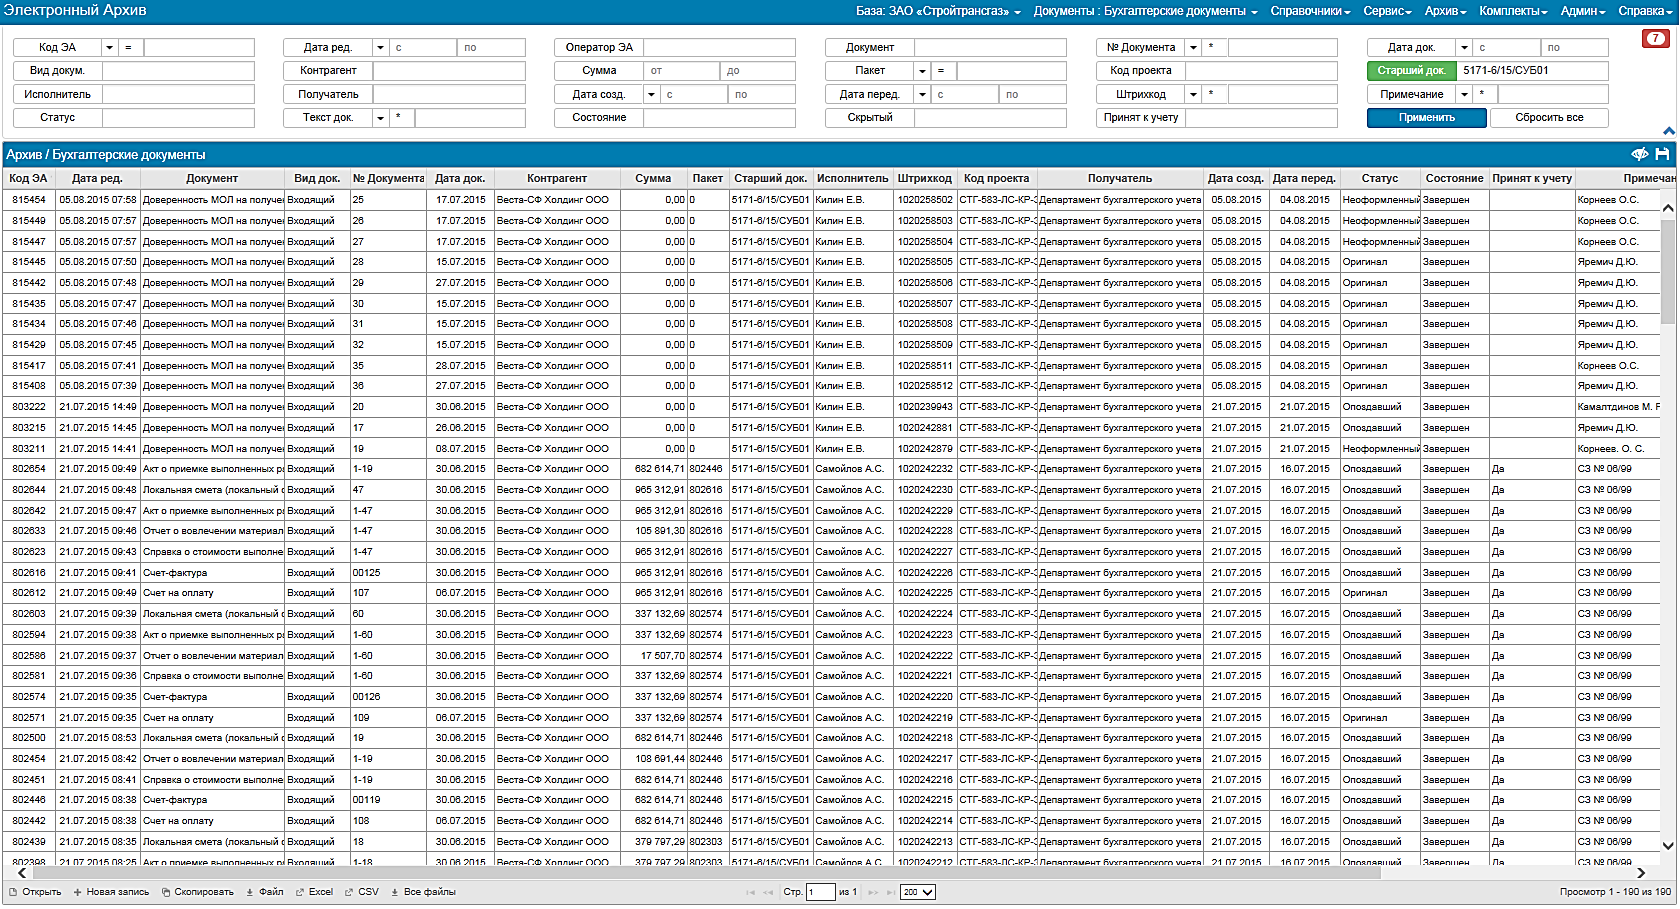 Электронный Архив
База: ЗАО «Стройтрансгаз» Документы : Бухгалтерские документы Справочники Сервис Архив Комплекты Админ Справка
Код ЭА = Дата ред. с по Оператор ЭА Документ № Документа * Дата док. с по 7
Вид докум. Контрагент Сумма от до Пакет = Код проекта Старший док. 5171-6/15/СУБ01
Исполнитель Получатель Дата созд. с по Дата перед. с по Штрихкод * Примечание *
Статус Текст док. * Состояние Скрытый Принят к учету Применить Сбросить все
Архив / Бухгалтерские документы
Код ЭА Дата ред. Документ Вид док. № Документа Дата док. Контрагент Сумма Пакет Старший док. Исполнитель Штрихкод Код проекта Получатель Дата созд. Дата перед. Статус Состояние Принят к учету Примечан
815454 05.08.2015 07:58 Доверенность МОЛ на получе Входящий 25 17.07.2015 Веста-СФ Холдинг ООО 0,00 0 5171-6/15/СУБ01 Килин Е.В. 1020258502 СТГ-583-ЛС-КР- Департамент бухгалтерского учета 05.08.2015 04.08.2015 Неоформленный Завершен Корнеев О.С.
815449 05.08.2015 07:57 Доверенность МОЛ на получе Входящий 26 17.07.2015 Веста-СФ Холдинг ООО 0,00 0 5171-6/15/СУБ01 Килин Е.В. 1020258503 СТГ-583-ЛС-КР- Департамент бухгалтерского учета 05.08.2015 04.08.2015 Неоформленный Завершен Корнеев О.С.
815447 05.08.2015 07:57 Доверенность МОЛ на получе Входящий 27 17.07.2015 Веста-СФ Холдинг ООО 0,00 0 5171-6/15/СУБ01 Килин Е.В. 1020258504 СТГ-583-ЛС-КР- Департамент бухгалтерского учета 05.08.2015 04.08.2015 Неоформленный Завершен Корнеев О.С.
815445 05.08.2015 07:50 Доверенность МОЛ на получе Входящий 28 15.07.2015 Веста-СФ Холдинг ООО 0,00 0 5171-6/15/СУБ01 Килин Е.В. 1020258505 СТГ-583-ЛС-КР- Департамент бухгалтерского учета 05.08.2015 04.08.2015 Оригинал Завершен Яремич Д.Ю.
815442 05.08.2015 07:48 Доверенность МОЛ на получе Входящий 29 27.07.2015 Веста-СФ Холдинг ООО 0,00 0 5171-6/15/СУБ01 Килин Е.В. 1020258506 СТГ-583-ЛС-КР- Департамент бухгалтерского учета 05.08.2015 04.08.2015 Оригинал Завершен Яремич Д.Ю.
815435 05.08.2015 07:47 Доверенность МОЛ на получе Входящий 30 15.07.2015 Веста-СФ Холдинг ООО 0,00 0 5171-6/15/СУБ01 Килин Е.В. 1020258507 СТГ-583-ЛС-КР- Департамент бухгалтерского учета 05.08.2015 04.08.2015 Оригинал Завершен Яремич Д.Ю.
815434 05.08.2015 07:46 Доверенность МОЛ на получе Входящий 31 15.07.2015 Веста-СФ Холдинг ООО 0,00 0 5171-6/15/СУБ01 Килин Е.В. 1020258508 СТГ-583-ЛС-КР- Департамент бухгалтерского учета 05.08.2015 04.08.2015 Оригинал Завершен Яремич Д.Ю.
815429 05.08.2015 07:45 Доверенность МОЛ на получе Входящий 32 15.07.2015 Веста-СФ Холдинг ООО 0,00 0 5171-6/15/СУБ01 Килин Е.В. 1020258509 СТГ-583-ЛС-КР- Департамент бухгалтерского учета 05.08.2015 04.08.2015 Оригинал Завершен Яремич Д.Ю.
815417 05.08.2015 07:41 Доверенность МОЛ на получе Входящий 35 28.07.2015 Веста-СФ Холдинг ООО 0,00 0 5171-6/15/СУБ01 Килин Е.В. 1020258511 СТГ-583-ЛС-КР- Департамент бухгалтерского учета 05.08.2015 04.08.2015 Оригинал Завершен Корнеев О.С.
815408 05.08.2015 07:39 Доверенность МОЛ на получе Входящий 36 27.07.2015 Веста-СФ Холдинг ООО 0,00 0 5171-6/15/СУБ01 Килин Е.В. 1020258512 СТГ-583-ЛС-КР- Департамент бухгалтерского учета 05.08.2015 04.08.2015 Оригинал Завершен Яремич Д.Ю.
803222 21.07.2015 14:49 Доверенность МОЛ на получе Входящий 20 30.06.2015 Веста-СФ Холдинг ООО 0,00 0 5171-6/15/СУБ01 Килин Е.В. 1020239943 СТГ-583-ЛС-КР- Департамент бухгалтерского учета 21.07.2015 21.07.2015 Опоздавший Завершен Камалтдинов М. F
803215 21.07.2015 14:45 Доверенность МОЛ на получе Входящий 17 26.06.2015 Веста-СФ Холдинг ООО 0,00 0 5171-6/15/СУБ01 Килин Е.В. 1020242881 СТГ-583-ЛС-КР- Департамент бухгалтерского учета 21.07.2015 21.07.2015 Опоздавший Завершен Яремич Д.Ю.
803211 21.07.2015 14:41 Доверенность МОЛ на получе Входящий 19 08.07.2015 Веста-СФ Холдинг ООО 0,00 0 5171-6/15/СУБ01 Килин Е.В. 1020242879 СТГ-583-ЛС-КР- Департамент бухгалтерского учета 21.07.2015 21.07.2015 Неоформленный Завершен Корнеев. О. С.
802654 21.07.2015 09:49 Акт о приемке выполненных р Входящий 1-19 30.06.2015 Веста-СФ Холдинг ООО 682 614,71 802446 5171-6/15/СУБ01 Самойлов А.С. 1020242232 СТГ-583-ЛС-КР- Департамент бухгалтерского учета 21.07.2015 16.07.2015 Опоздавший Завершен Да СЗ № 06/99
802644 21.07.2015 09:48 Локальная смета (локальный Входящий 47 30.06.2015 Веста-СФ Холдинг ООО 965 312,91 802616 5171-6/15/СУБ01 Самойлов А.С. 1020242230 СТГ-583-ЛС-КР- Департамент бухгалтерского учета 21.07.2015 16.07.2015 Опоздавший Завершен Да СЗ № 06/99
802642 21.07.2015 09:47 Акт о приемке выполненных р Входящий 1-47 30.06.2015 Веста-СФ Холдинг ООО 965 312,91 802616 5171-6/15/СУБ01 Самойлов А.С. 1020242229 СТГ-583-ЛС-КР- Департамент бухгалтерского учета 21.07.2015 16.07.2015 Опоздавший Завершен Да СЗ № 06/99
802633 21.07.2015 09:46 Отчет о вовлечении материал Входящий 1-47 30.06.2015 Веста-СФ Холдинг ООО 105 891,30 802616 5171-6/15/СУБ01 Самойлов А.С. 1020242228 СТГ-583-ЛС-КР- Департамент бухгалтерского учета 21.07.2015 16.07.2015 Опоздавший Завершен Да СЗ № 06/99
802623 21.07.2015 09:43 Справка о стоимости выполне Входящий 1-47 30.06.2015 Веста-СФ Холдинг ООО 965 312,91 802616 5171-6/15/СУБ01 Самойлов А.С. 1020242227 СТГ-583-ЛС-КР- Департамент бухгалтерского учета 21.07.2015 16.07.2015 Опоздавший Завершен Да СЗ № 06/99
802616 21.07.2015 09:41 Счет-фактура Входящий 00125 30.06.2015 Веста-СФ Холдинг ООО 965 312,91 802616 5171-6/15/СУБ01 Самойлов А.С. 1020242226 СТГ-583-ЛС-КР- Департамент бухгалтерского учета 21.07.2015 16.07.2015 Опоздавший Завершен Да СЗ № 06/99
802612 21.07.2015 09:49 Счет на оплату Входящий 107 06.07.2015 Веста-СФ Холдинг ООО 965 312,91 802616 5171-6/15/СУБ01 Самойлов А.С. 1020242225 СТГ-583-ЛС-КР- Департамент бухгалтерского учета 21.07.2015 16.07.2015 Оригинал Завершен Да СЗ № 06/99
802603 21.07.2015 09:39 Локальная смета (локальный Входящий 60 30.06.2015 Веста-СФ Холдинг ООО 337 132,69 802574 5171-6/15/СУБ01 Самойлов А.С. 1020242224 СТГ-583-ЛС-КР- Департамент бухгалтерского учета 21.07.2015 16.07.2015 Опоздавший Завершен Да СЗ № 06/99
802594 21.07.2015 09:38 Акт о приемке выполненных р Входящий 1-60 30.06.2015 Веста-СФ Холдинг ООО 337 132,69 802574 5171-6/15/СУБ01 Самойлов А.С. 1020242223 СТГ-583-ЛС-КР- Департамент бухгалтерского учета 21.07.2015 16.07.2015 Опоздавший Завершен Да СЗ № 06/99
802586 21.07.2015 09:37 Отчет о вовлечении материал Входящий 1-60 30.06.2015 Веста-СФ Холдинг ООО 17 507,70 802574 5171-6/15/СУБ01 Самойлов А.С. 1020242222 СТГ-583-ЛС-КР- Департамент бухгалтерского учета 21.07.2015 16.07.2015 Опоздавший Завершен Да СЗ № 06/99
802581 21.07.2015 09:36 Справка о стоимости выполне Входящий 1-60 30.06.2015 Веста-СФ Холдинг ООО 337 132,69 802574 5171-6/15/СУБ01 Самойлов А.С. 1020242221 СТГ-583-ЛС-КР- Департамент бухгалтерского учета 21.07.2015 16.07.2015 Опоздавший Завершен Да СЗ № 06/99
802574 21.07.2015 09:35 Счет-фактура Входящий 00126 30.06.2015 Веста-СФ Холдинг ООО 337 132,69 802574 5171-6/15/СУБ01 Самойлов А.С. 1020242220 СТГ-583-ЛС-КР- Департамент бухгалтерского учета 21.07.2015 16.07.2015 Опоздавший Завершен Да СЗ № 06/99
802571 21.07.2015 09:35 Счет на оплату Входящий 109 06.07.2015 Веста-СФ Холдинг ООО 337 132,69 802574 5171-6/15/СУБ01 Самойлов А.С. 1020242219 СТГ-583-ЛС-КР- Департамент бухгалтерского учета 21.07.2015 16.07.2015 Оригинал Завершен Да СЗ № 06/99
802500 21.07.2015 08:53 Локальная смета (локальный Входящий 19 30.06.2015 Веста-СФ Холдинг ООО 682 614,71 802446 5171-6/15/СУБ01 Самойлов А.С. 1020242218 СТГ-583-ЛС-КР- Департамент бухгалтерского учета 21.07.2015 16.07.2015 Опоздавший Завершен Да СЗ № 06/99
802454 21.07.2015 08:42 Отчет о вовлечении материал Входящий 1-19 30.06.2015 Веста-СФ Холдинг ООО 108 691,44 802446 5171-6/15/СУБ01 Самойлов А.С. 1020242217 СТГ-583-ЛС-КР- Департамент бухгалтерского учета 21.07.2015 16.07.2015 Опоздавший Завершен Да СЗ № 06/99
802451 21.07.2015 08:41 Справка о стоимости выполне Входящий 1-19 30.06.2015 Веста-СФ Холдинг ООО 682 614,71 802446 5171-6/15/СУБ01 Самойлов А.С. 1020242216 СТГ-583-ЛС-КР- Департамент бухгалтерского учета 21.07.2015 16.07.2015 Опоздавший Завершен Да СЗ № 06/99
802446 21.07.2015 08:38 Счет-фактура Входящий 00119 30.06.2015 Веста-СФ Холдинг ООО 682 614,71 802446 5171-6/15/СУБ01 Самойлов А.С. 1020242215 СТГ-583-ЛС-КР- Департамент бухгалтерского учета 21.07.2015 16.07.2015 Опоздавший Завершен Да СЗ № 06/99
802442 21.07.2015 08:38 Счет на оплату Входящий 108 06.07.2015 Веста-СФ Холдинг ООО 682 614,71 802446 5171-6/15/СУБ01 Самойлов А.С. 1020242214 СТГ-583-ЛС-КР- Департамент бухгалтерского учета 21.07.2015 16.07.2015 Опоздавший Завершен Да СЗ № 06/99
802439 21.07.2015 08:35 Локальная смета (локальный Входящий 18 30.06.2015 Веста-СФ Холдинг ООО 379 797,29 802303 5171-6/15/СУБ01 Самойлов А.С. 1020242213 СТГ-583-ЛС-КР- Департамент бухгалтерского учета 21.07.2015 16.07.2015 Опоздавший Завершен Да СЗ № 06/99
802398 21.07.2015 08:25 Акт о приемке выполненных р Входящий 1-18 30.06.2015 Веста-СФ Холдинг ООО 379 797,29 802303 5171-6/15/СУБ01 Самойлов А.С. 1020242212 СТГ-583-ЛС-КР- Департамент бухгалтерского учета 21.07.2015 16.07.2015 Опоздавший Завершен Да СЗ № 06/99
Открыть Новая запись Скопировать Файл Excel CSV Все файлы Стр. 1 из 1 200 Просмотр 1 - 190 из 190